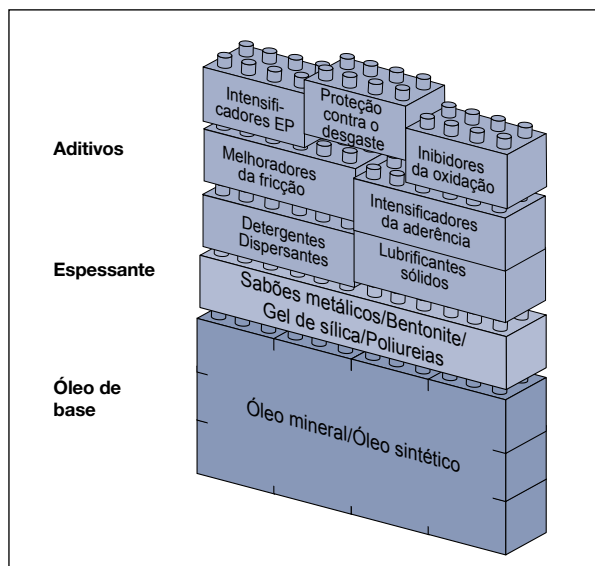 Aditivos
Intensifi-
cadores EP
Proteção
contra o
desgaste
Inibidores
da oxidação
Melhoradores
da fricção
Intensificadores
da aderência
Detergentes
Dispersantes
Lubrificantes
sólidos
Espessante
Sabões metálicos/Bentonite/
Gel de sílica/Poliureias
Óleo de
base
Óleo mineral/Óleo sintético